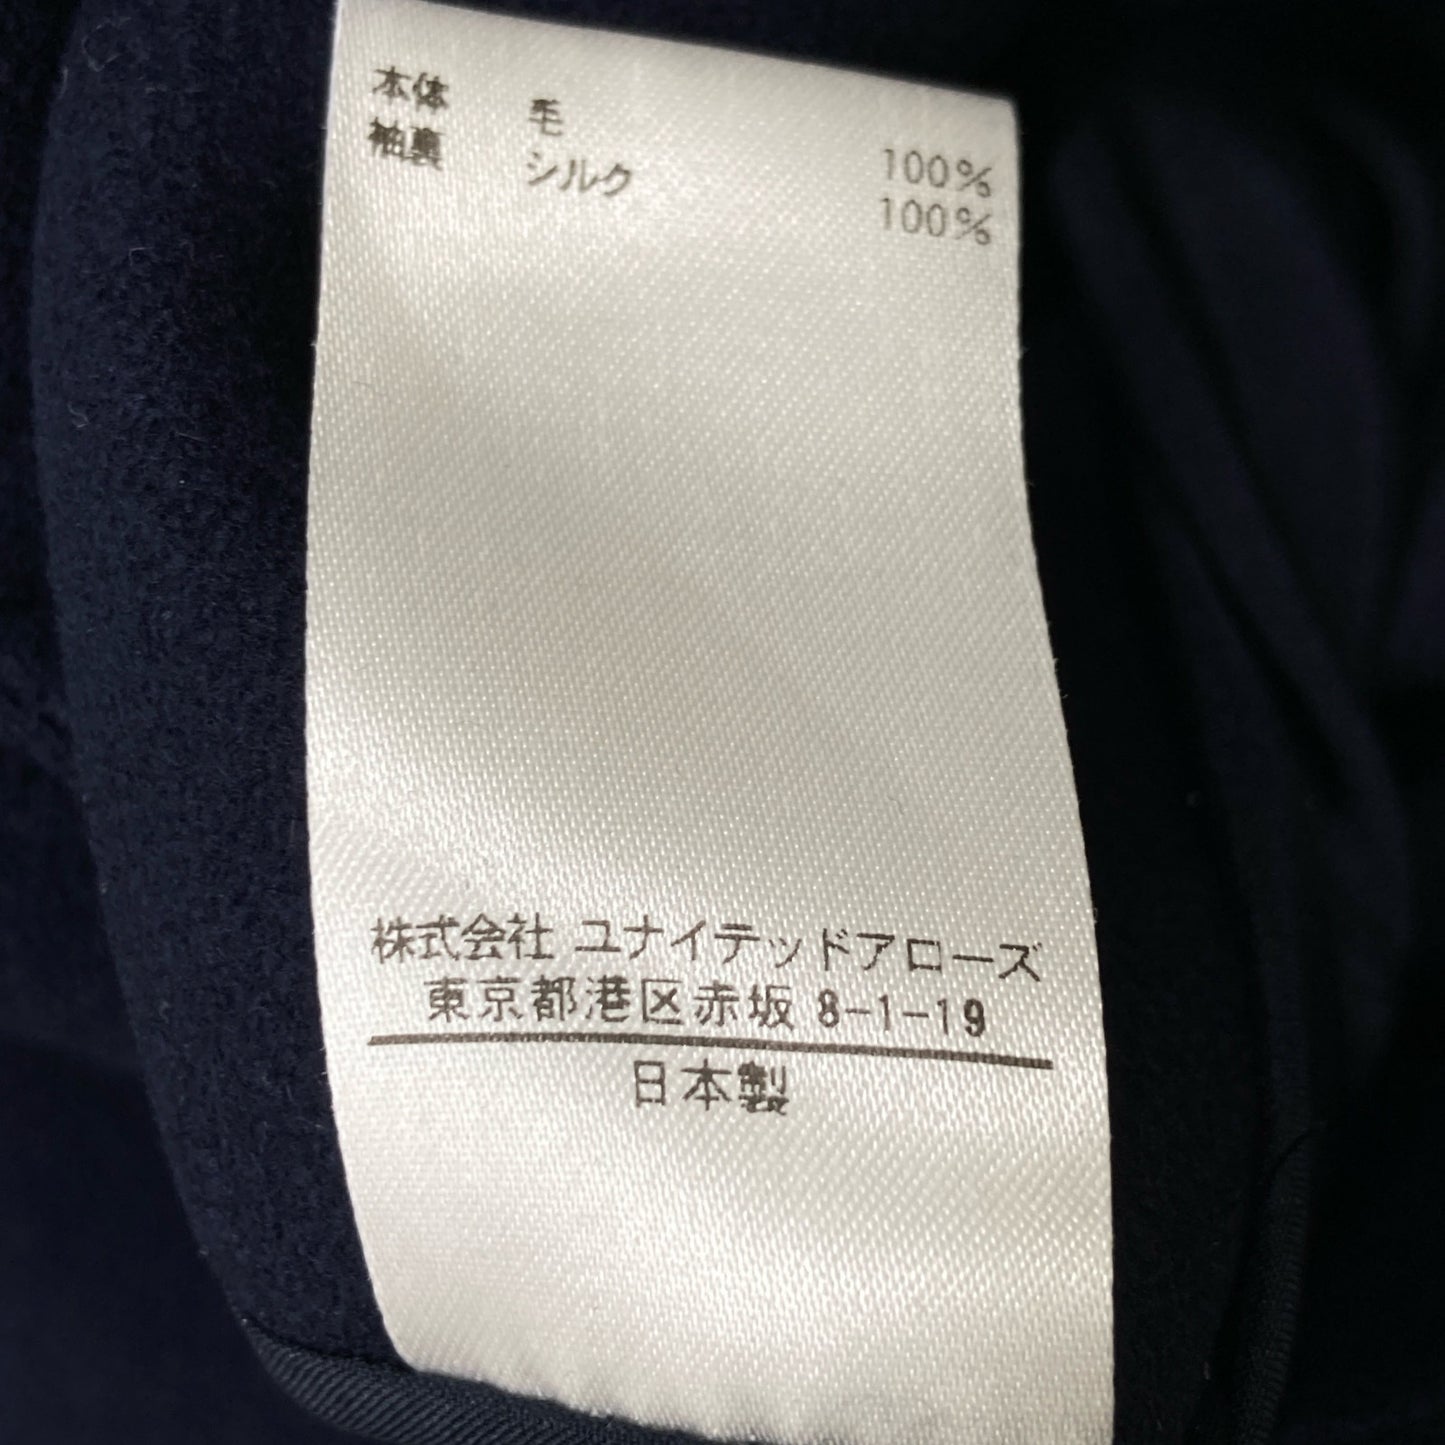 本体 毛 100%
袖裏 シルク 100%
株式会社 ユナイテッドアローズ
東京都港区赤坂 8-1-19
日本製